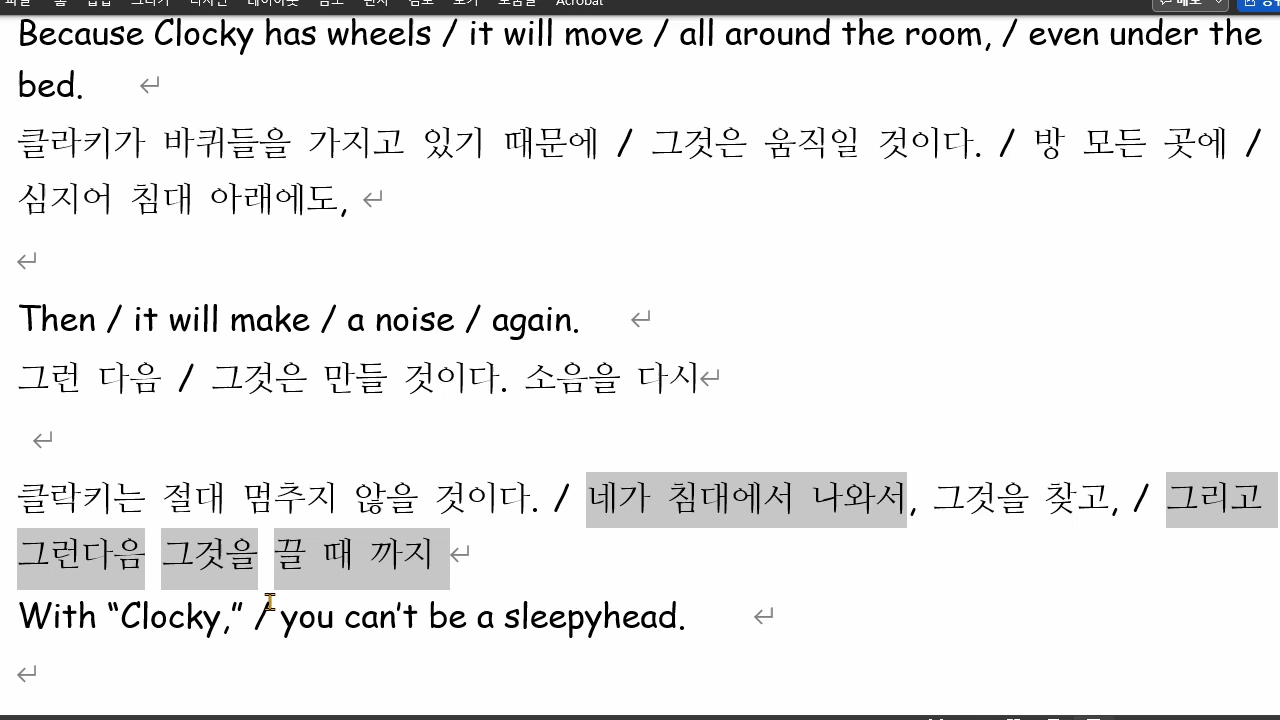 Because Clocky has wheels / it will move / all around the room, / even under the
bed.
클라키가 바퀴들을 가지고 있기 때문에 / 그것은 움직일 것이다. / 방 모든 곳에 /
심지어 침대 아래에도,
Then / it will make / a noise / again.
그런 다음 / 그것은 만들 것이다. 소음을 다시
클락키는 절대 멈추지 않을 것이다. / 네가 침대에서 나와서, 그것을 찾고, / 그리고
그런다음 그것을 끌 때 까지
With “Clocky,” / you can’t be a sleepyhead.